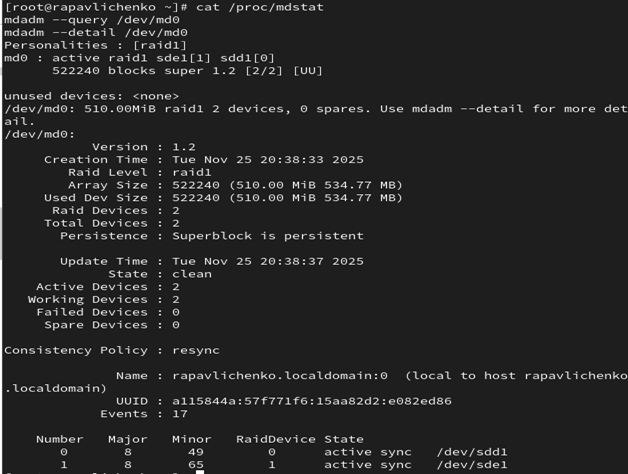 [root@rapavlichenko ~]# cat /proc/mdstat
mdadm --query /dev/md0
mdadm --detail /dev/md0
Personalities : [raid1]
md0 : active raid1 sde1[1] sdd1[0]
      522240 blocks super 1.2 [2/2] [UU]

unused devices: <none>
/dev/md0: 510.00MiB raid1 2 devices, 0 spares. Use mdadm --detail for more det
ail.
/dev/md0:
           Version : 1.2
     Creation Time : Tue Nov 25 20:38:33 2025
        Raid Level : raid1
        Array Size : 522240 (510.00 MiB 534.77 MB)
     Used Dev Size : 522240 (510.00 MiB 534.77 MB)
      Raid Devices : 2
     Total Devices : 2
       Persistence : Superblock is persistent

       Update Time : Tue Nov 25 20:38:37 2025
             State : clean
    Active Devices : 2
   Working Devices : 2
    Failed Devices : 0
     Spare Devices : 0

Consistency Policy : resync

              Name : rapavlichenko.localdomain:0  (local to host rapavlichenko
.localdomain)
              UUID : a115844a:57f771f6:15aa82d2:e082ed86
            Events : 17

    Number   Major   Minor   RaidDevice State
       0       8       49        0      active sync   /dev/sdd1
       1       8       65        1      active sync   /dev/sde1